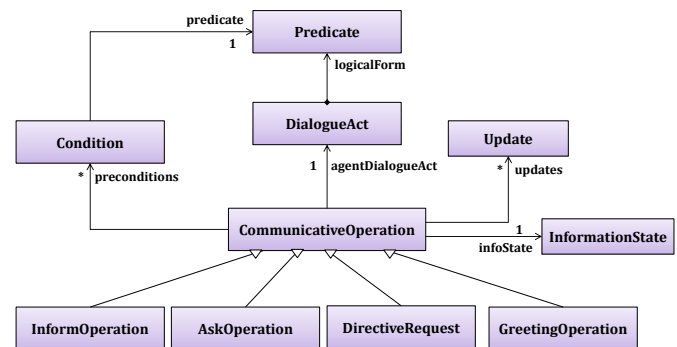 predicate
Predicate
1
logicalForm
Condition
DialogueAct
Update
* preconditions
1 agentDialogueAct
* updates
CommunicativeOperation
1
InformationState
infoState
InformOperation
AskOperation
DirectiveRequest
GreetingOperation